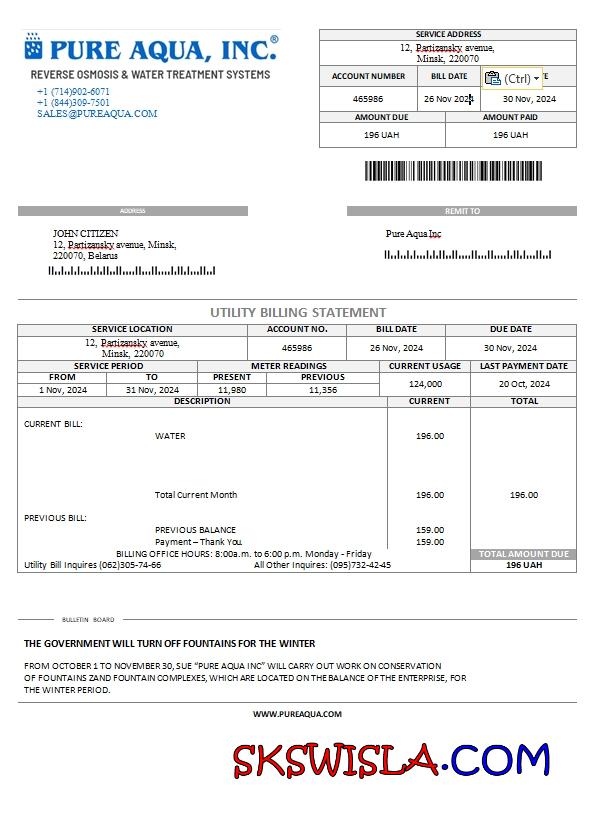 PURE AQUA, INC.®
REVERSE OSMOSIS & WATER TREATMENT SYSTEMS
+1 (714)902-6071
+1 (844)309-7501
SALES@PUREAQUA.COM
SERVICE ADDRESS
12, Partizansky avenue,
Minsk, 220070
ACCOUNT NUMBER BILL DATE (Ctrl) TE
465986 26 Nov 2024 30 Nov, 2024
AMOUNT DUE AMOUNT PAID
196 UAH 196 UAH
ADDRESS REMIT TO
JOHN CITIZEN
12, Partizansky avenue, Minsk,
220070, Belarus
Pure Aqua Inc
UTILITY BILLING STATEMENT
SERVICE LOCATION ACCOUNT NO. BILL DATE DUE DATE
12, Partizansky avenue,
Minsk, 220070
465986 26 Nov, 2024 30 Nov, 2024
SERVICE PERIOD METER READINGS CURRENT USAGE LAST PAYMENT DATE
FROM TO PRESENT PREVIOUS
124,000 20 Oct, 2024
1 Nov, 2024 31 Nov, 2024 11,980 11,356
DESCRIPTION CURRENT TOTAL
CURRENT BILL:
WATER 196.00
Total Current Month 196.00 196.00
PREVIOUS BILL:
PREVIOUS BALANCE 159.00
Payment – Thank You 159.00
BILLING OFFICE HOURS: 8:00a.m. to 6:00 p.m. Monday - Friday TOTAL AMOUNT DUE
Utility Bill Inquires (062)305-74-66 All Other Inquires: (095)732-42-45 196 UAH
BULLETIN BOARD
THE GOVERNMENT WILL TURN OFF FOUNTAINS FOR THE WINTER
FROM OCTOBER 1 TO NOVEMBER 30, SUE “PURE AQUA INC” WILL CARRY OUT WORK ON CONSERVATION
OF FOUNTAINS ZAND FOUNTAIN COMPLEXES, WHICH ARE LOCATED ON THE BALANCE OF THE ENTERPRISE, FOR
THE WINTER PERIOD.
WWW.PUREAQUA.COM
SKSWISLA.COM